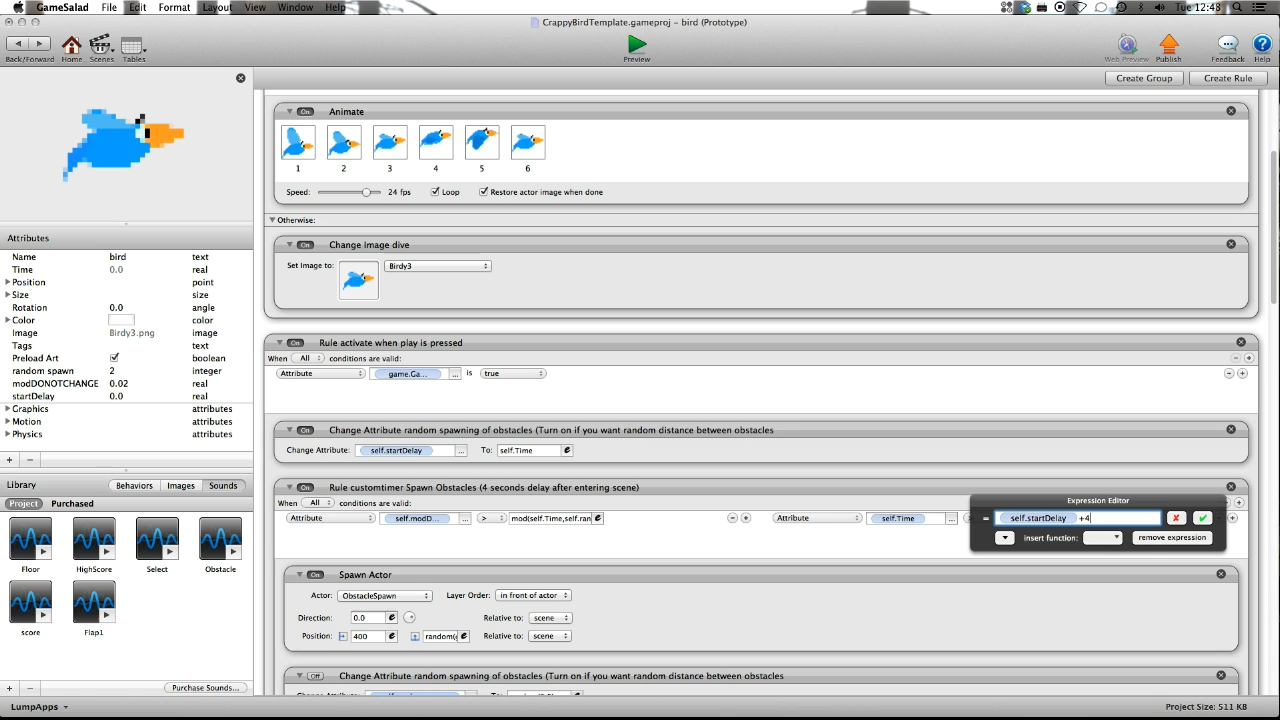 GameSalad File Edit Format Layout View Window Help Tue 12:48
CrappyBirdTemplate.gameproj – bird (Prototype)
Back/Forward Home Scenes Tables Preview Web Preview Publish Feedback Help
Create Group Create Rule
On Animate
1 2 3 4 5 6
Speed: 24 fps Loop Restore actor image when done
Otherwise:
On Change Image dive
Set Image to: Birdy3
Attributes
Name bird text
Time 0.0 real
Position point
Size size
Rotation 0.0 angle
Color color
Image Birdy3.png image
Tags text
Preload Art boolean
random spawn 2 integer
modDONOTCHANGE 0.02 real
startDelay 0.0 real
Graphics attributes
Motion attributes
Physics attributes
On Rule activate when play is pressed
When All conditions are valid:
Attribute game.Ga... ... is true
On Change Attribute random spawning of obstacles (Turn on if you want random distance between obstacles
Change Attribute: self.startDelay ... To: self.Time e
On Rule customtimer Spawn Obstacles (4 seconds delay after entering scene)
When All conditions are valid:
Attribute self.modD... ... > mod(self.Time,self.ran e Attribute self.Time ...
Expression Editor
= self.startDelay +4
insert function: remove expression
On Spawn Actor
Actor: ObstacleSpawn Layer Order: in front of actor
Direction: 0.0 e Relative to: scene
Position: 400 e random( e Relative to: scene
Off Change Attribute random spawning of obstacles (Turn on if you want random distance between obstacles
Library Behaviors Images Sounds
Project Purchased
Floor HighScore Select Obstacle
score Flap1
Purchase Sounds...
LumpApps Project Size: 511 KB